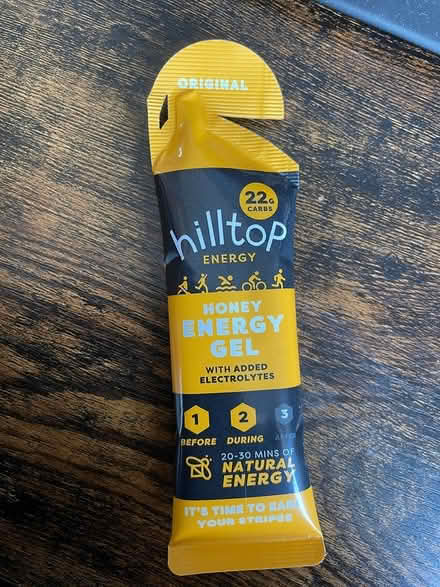 ORIGINAL
22G
CARBS
hilltop
ENERGY
HONEY
ENERGY
GEL
WITH ADDED
ELECTROLYTES
1 2 3
BEFORE DURING AFTER
20-30 MINS OF
NATURAL
ENERGY
IT'S TIME TO EARN
YOUR STRIPES